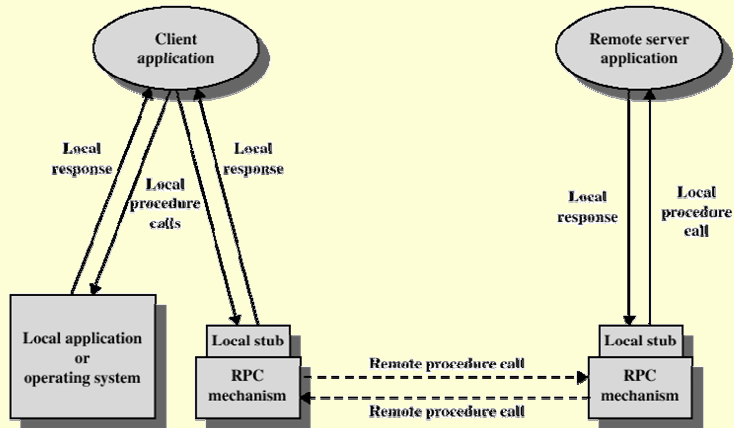 Client
application
Remote server
application
Local
response
Local
response
Local
procedure
calls
Local
response
Local
procedure
call
Local application
or
operating system
Local stub
RPC
mechanism
Remote procedure call
Remote procedure call
Local stub
RPC
mechanism